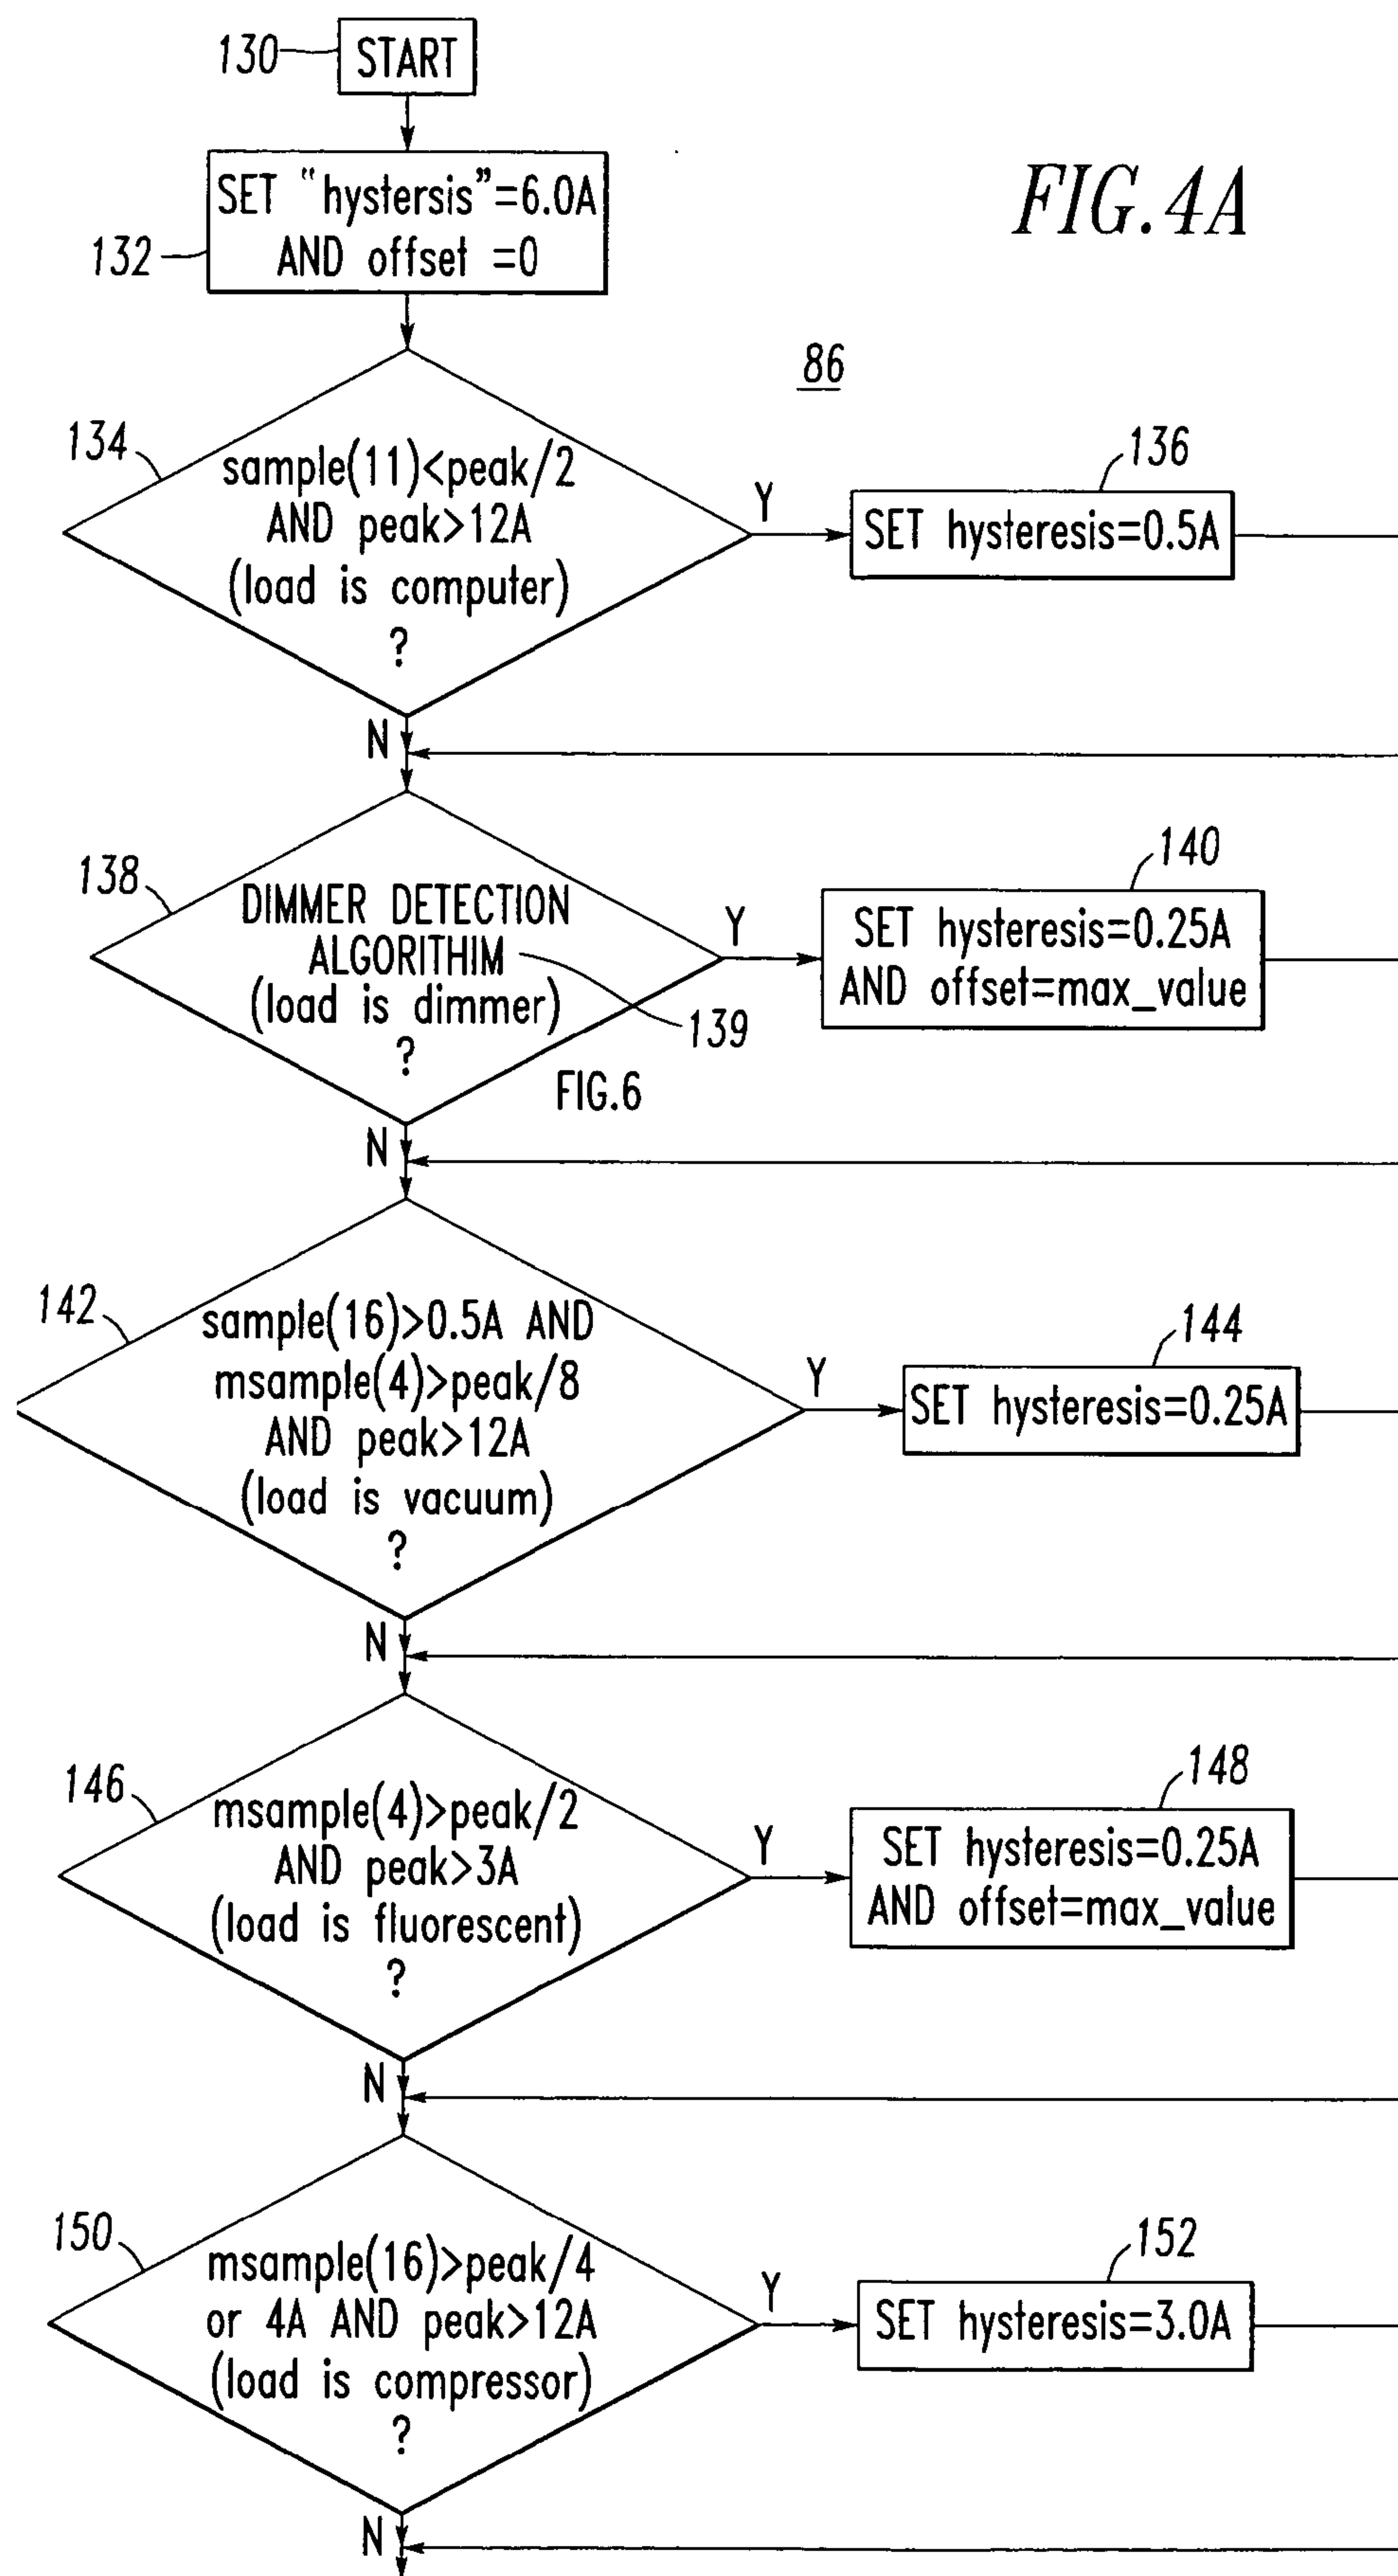 130
START
SET "hystersis"=6.0A
AND offset =0
132
FIG.4A
86
134
sample(11)<peak/2
AND peak>12A
(load is computer)
?
Y
136
SET hysteresis=0.5A
N
138
DIMMER DETECTION
ALGORITHIM
(load is dimmer)
?
139
FIG.6
Y
140
SET hysteresis=0.25A
AND offset=max_value
N
142
sample(16)>0.5A AND
msample(4)>peak/8
AND peak>12A
(load is vacuum)
?
Y
144
SET hysteresis=0.25A
N
146
msample(4)>peak/2
AND peak>3A
(load is fluorescent)
?
Y
148
SET hysteresis=0.25A
AND offset=max_value
N
150
msample(16)>peak/4
or 4A AND peak>12A
(load is compressor)
?
Y
152
SET hysteresis=3.0A
N